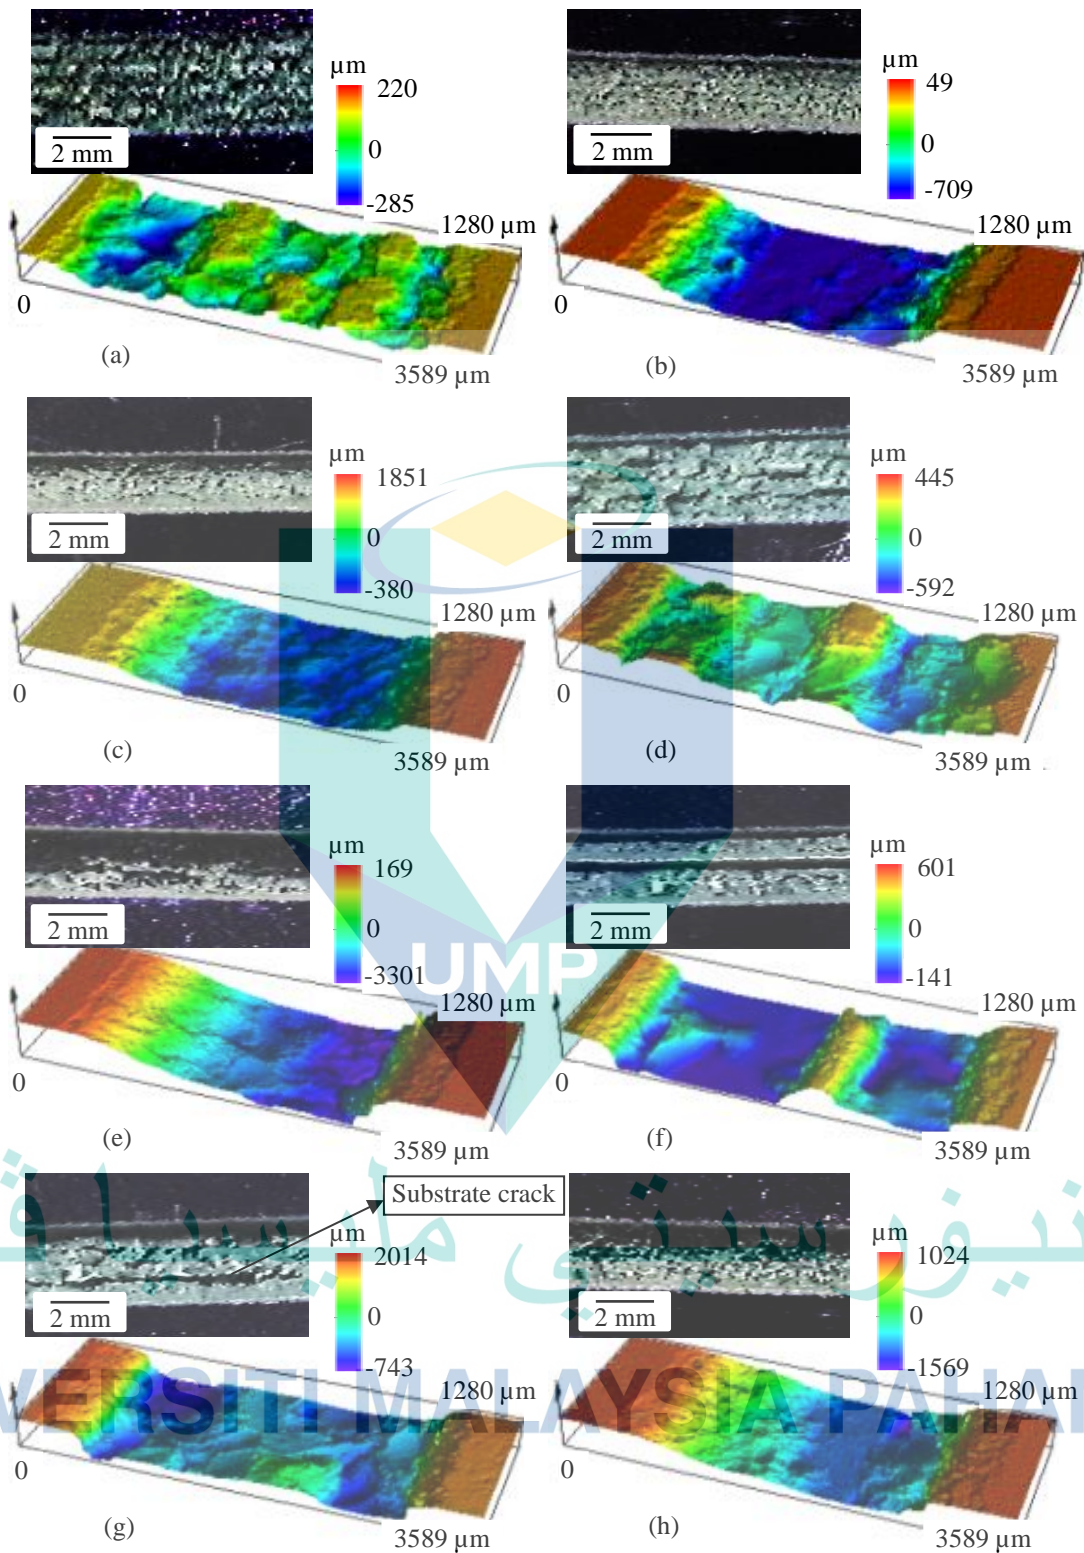 µm
220
0
-285
2 mm
1280 µm
0
3589 µm
(a)
µm
49
0
-709
2 mm
1280 µm
0
3589 µm
(b)
µm
1851
0
-380
2 mm
1280 µm
0
3589 µm
(c)
µm
445
0
-592
2 mm
1280 µm
0
3589 µm
(d)
µm
169
0
-3301
2 mm
1280 µm
0
3589 µm
(e)
µm
601
0
-141
2 mm
1280 µm
0
3589 µm
(f)
UMP
Substrate crack
µm
2014
0
-743
2 mm
1280 µm
0
3589 µm
(g)
µm
1024
0
-1569
2 mm
1280 µm
0
3589 µm
(h)
VERSITI MALAYSIA PAHAN